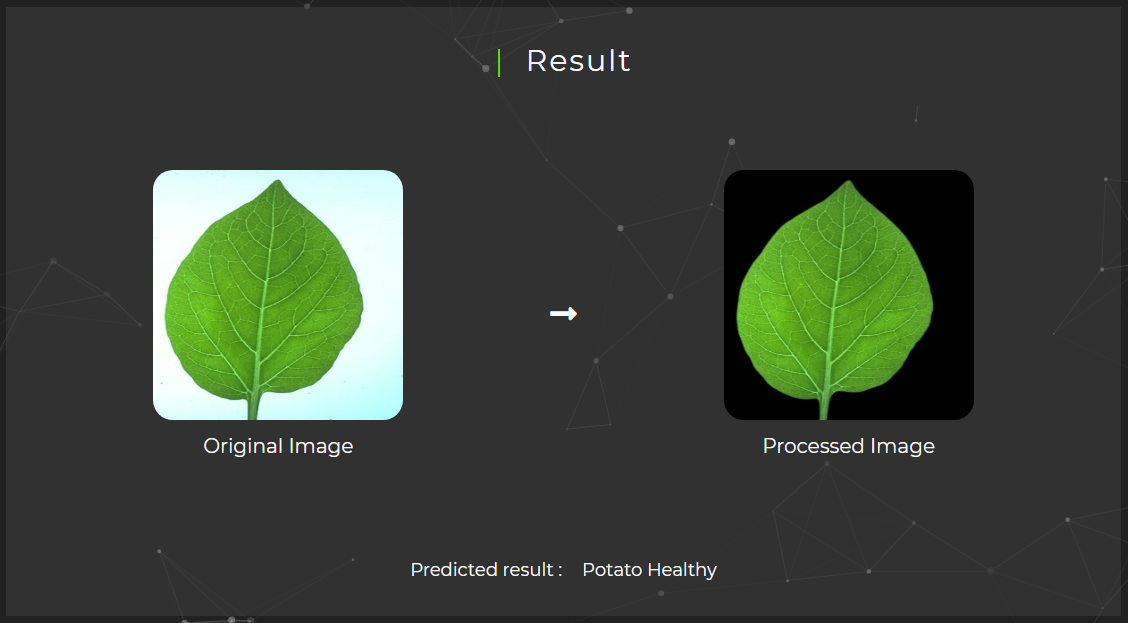 Result
Original Image
Processed Image
Predicted result : Potato Healthy